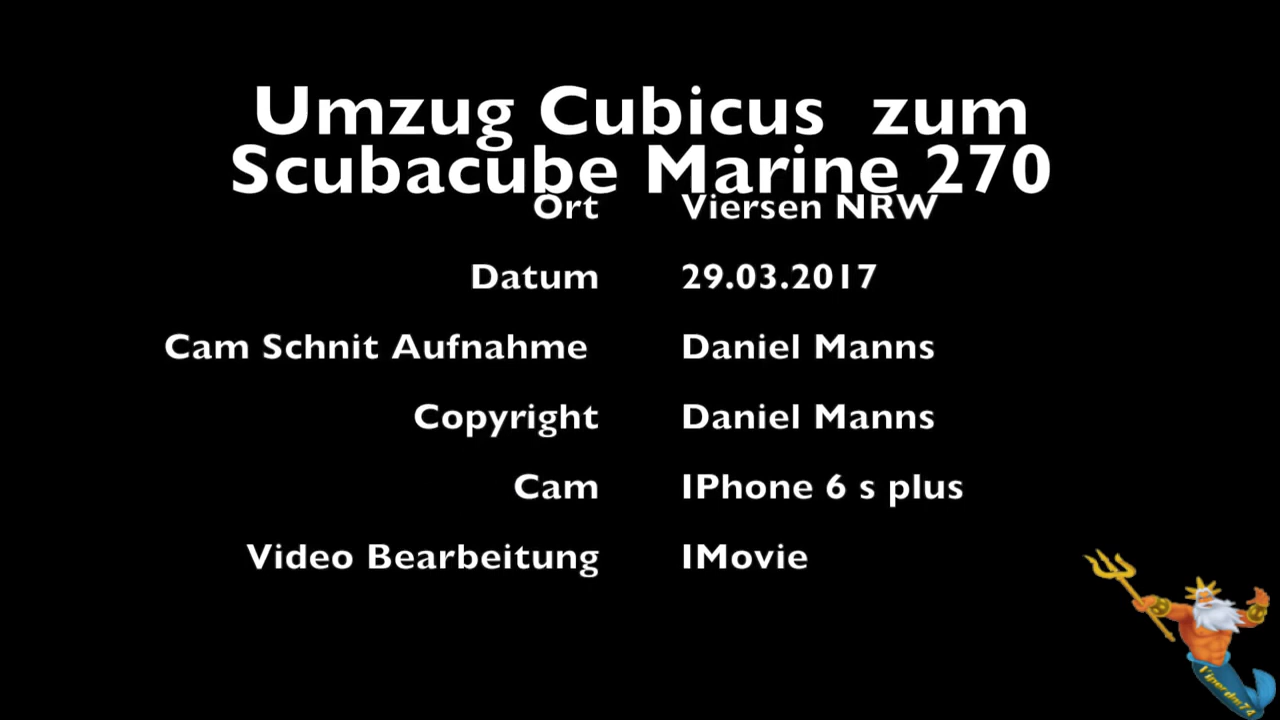 Umzug Cubicus zum
Scubacube Marine 270
Ort Viersen NRW
Datum 29.03.2017
Cam Schnit Aufnahme Daniel Manns
Copyright Daniel Manns
Cam IPhone 6 s plus
Video Bearbeitung IMovie